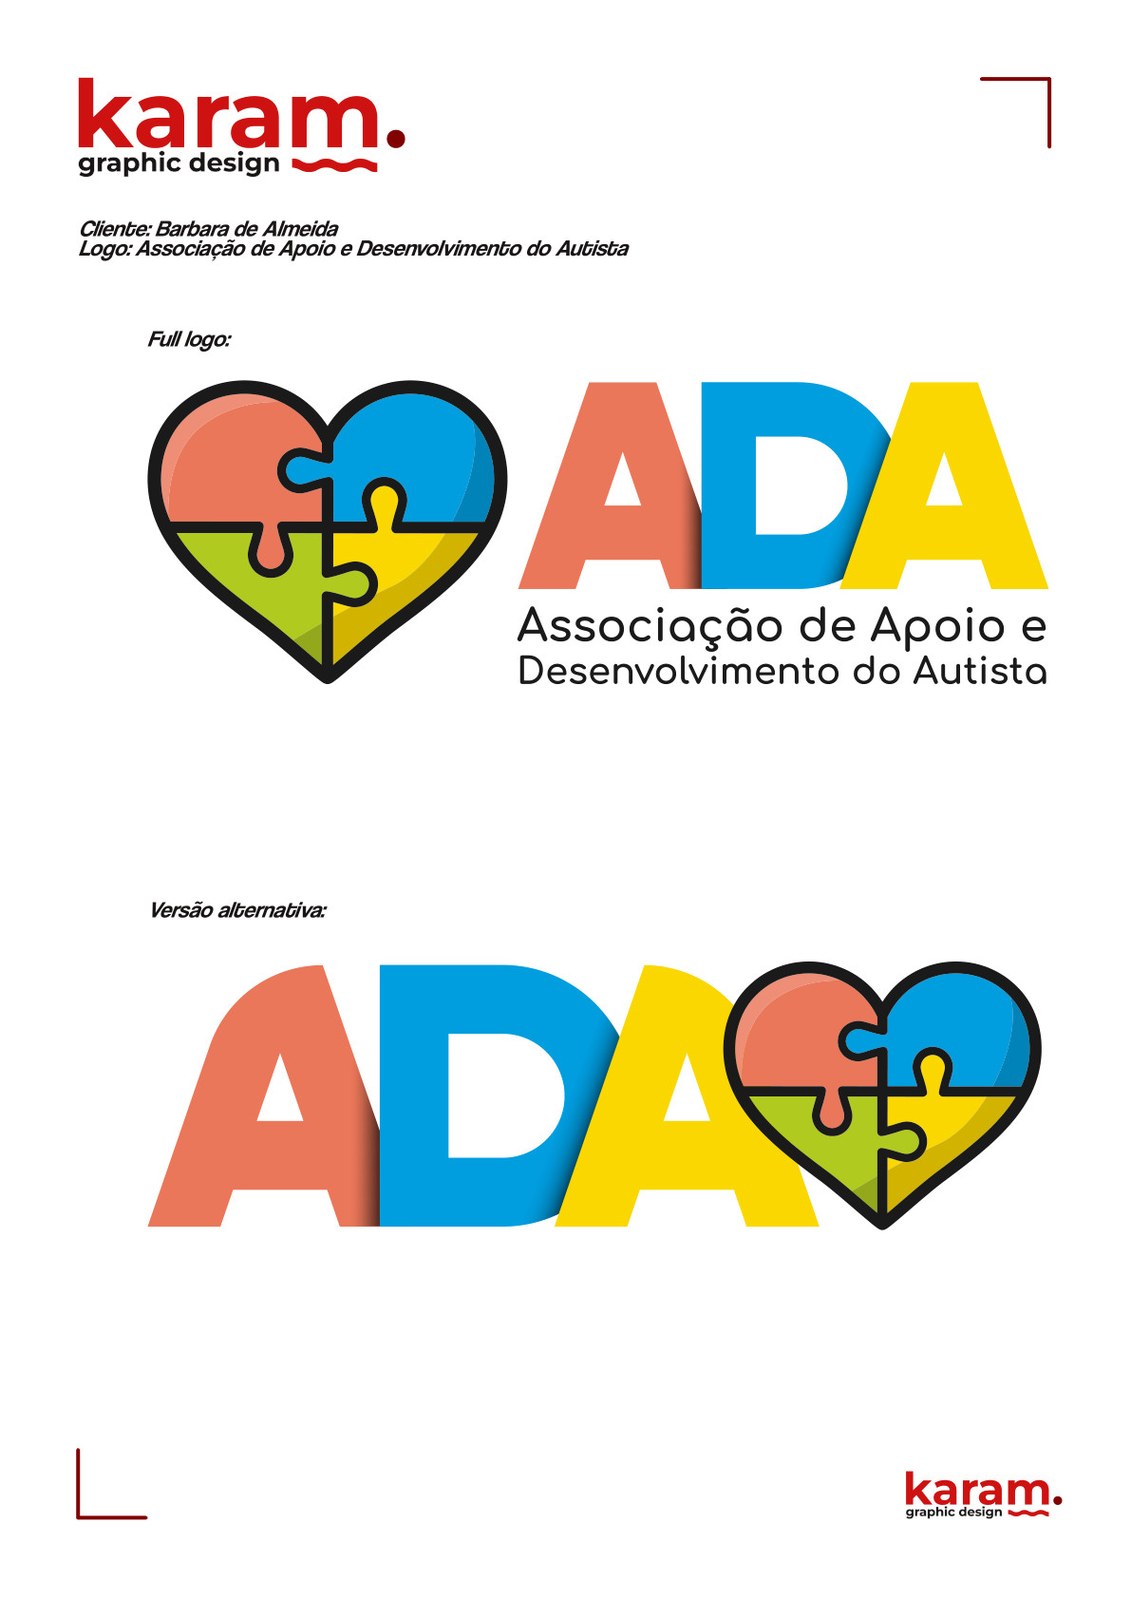 karam.
graphic design
Cliente: Barbara de Almeida
Logo: Associação de Apoio e Desenvolvimento do Autista
Full logo:
ADA
Associação de Apoio e
Desenvolvimento do Autista
Versão alternativa:
ADA
karam.
graphic design